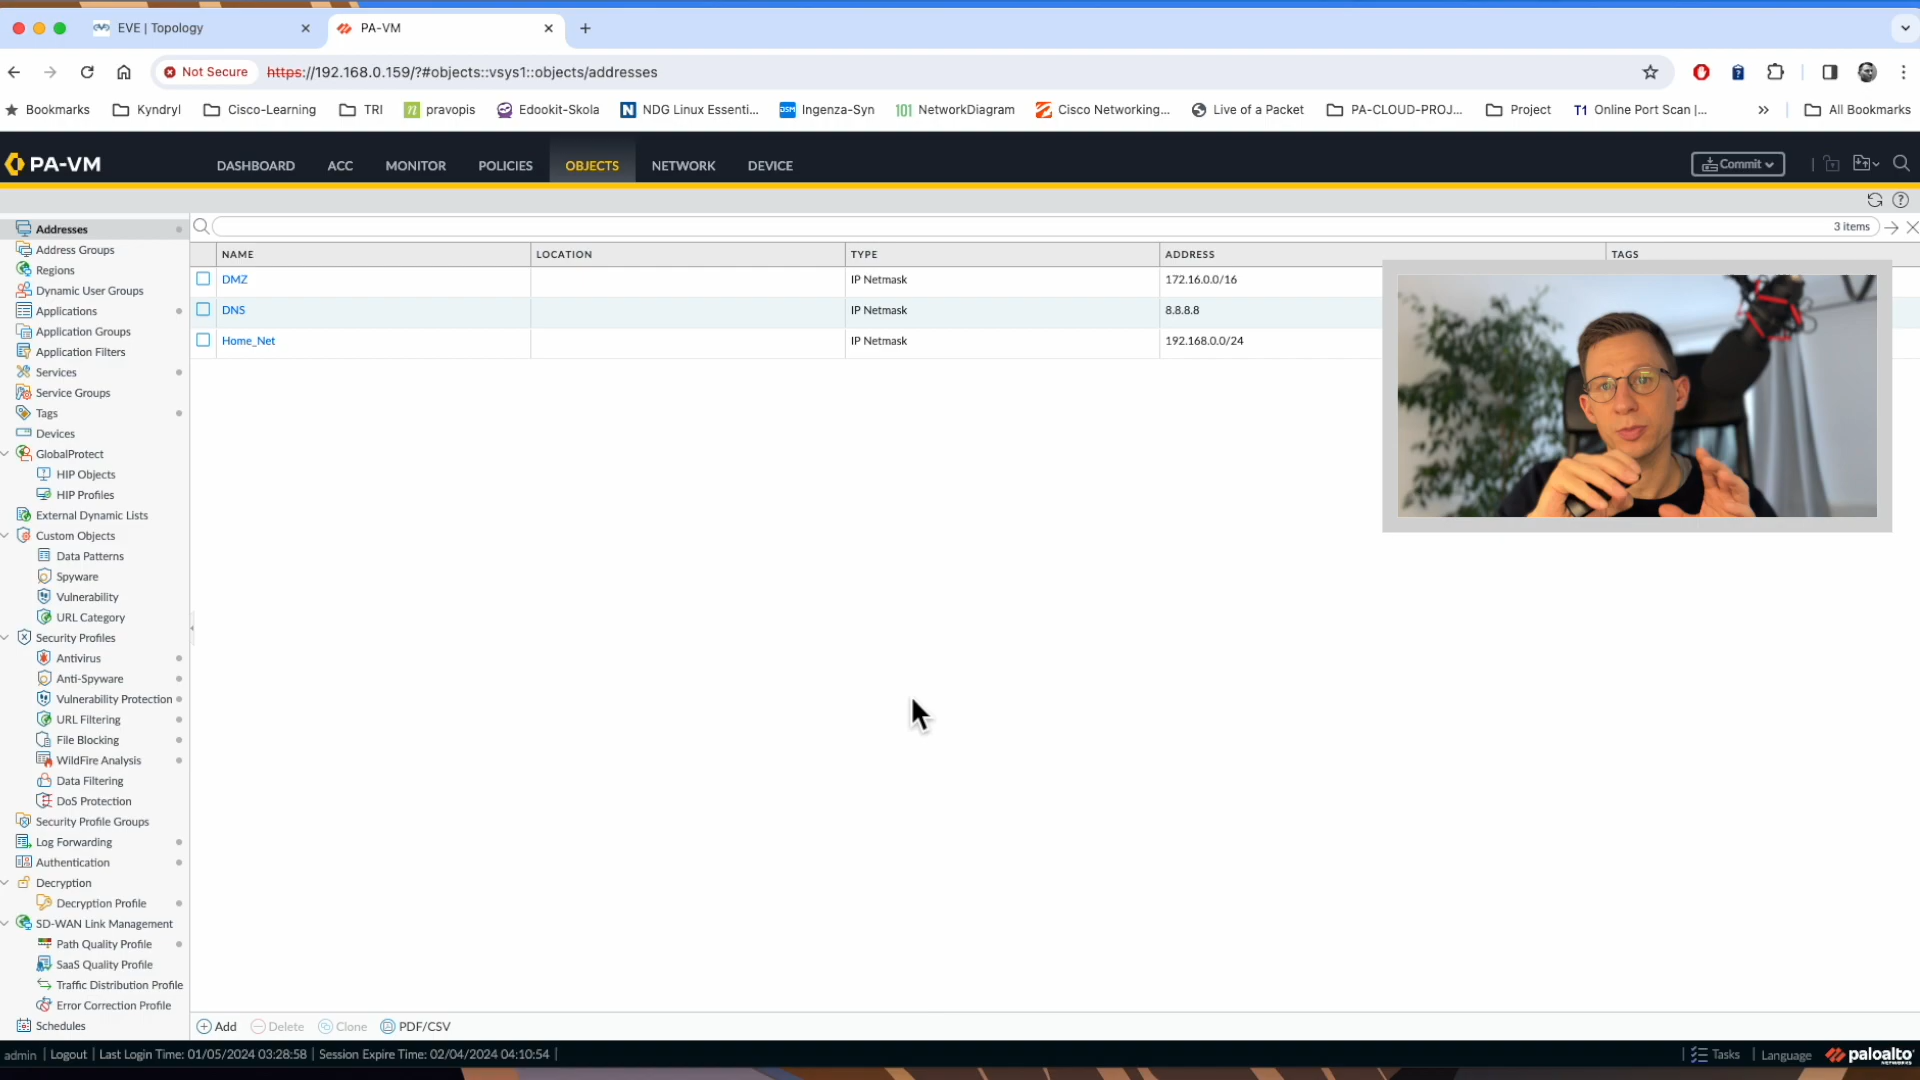 EVE | Topology
PA-VM
Not Secure
https://192.168.0.159/?#objects::vsys1::objects/addresses
Bookmarks
Kyndryl
Cisco-Learning
TRI
pravopis
Edookit-Skola
NDG Linux Essenti...
Ingenza-Syn
101 NetworkDiagram
Cisco Networking...
Live of a Packet
PA-CLOUD-PROJ...
Project
T1 Online Port Scan |...
»
All Bookmarks
PA-VM
DASHBOARD
ACC
MONITOR
POLICIES
OBJECTS
NETWORK
DEVICE
Commit
Addresses
Address Groups
Regions
Dynamic User Groups
Applications
Application Groups
Application Filters
Services
Service Groups
Tags
Devices
GlobalProtect
HIP Objects
HIP Profiles
External Dynamic Lists
Custom Objects
Data Patterns
Spyware
Vulnerability
URL Category
Security Profiles
Antivirus
Anti-Spyware
Vulnerability Protection
URL Filtering
File Blocking
WildFire Analysis
Data Filtering
DoS Protection
Security Profile Groups
Log Forwarding
Authentication
Decryption
Decryption Profile
SD-WAN Link Management
Path Quality Profile
SaaS Quality Profile
Traffic Distribution Profile
Error Correction Profile
Schedules
3 items
NAME LOCATION TYPE ADDRESS TAGS
DMZ IP Netmask 172.16.0.0/16
DNS IP Netmask 8.8.8.8
Home_Net IP Netmask 192.168.0.0/24
Add Delete Clone PDF/CSV
admin | Logout | Last Login Time: 01/05/2024 03:28:58 | Session Expire Time: 02/04/2024 04:10:54 |
Tasks | Language
paloalto
NETWORKS